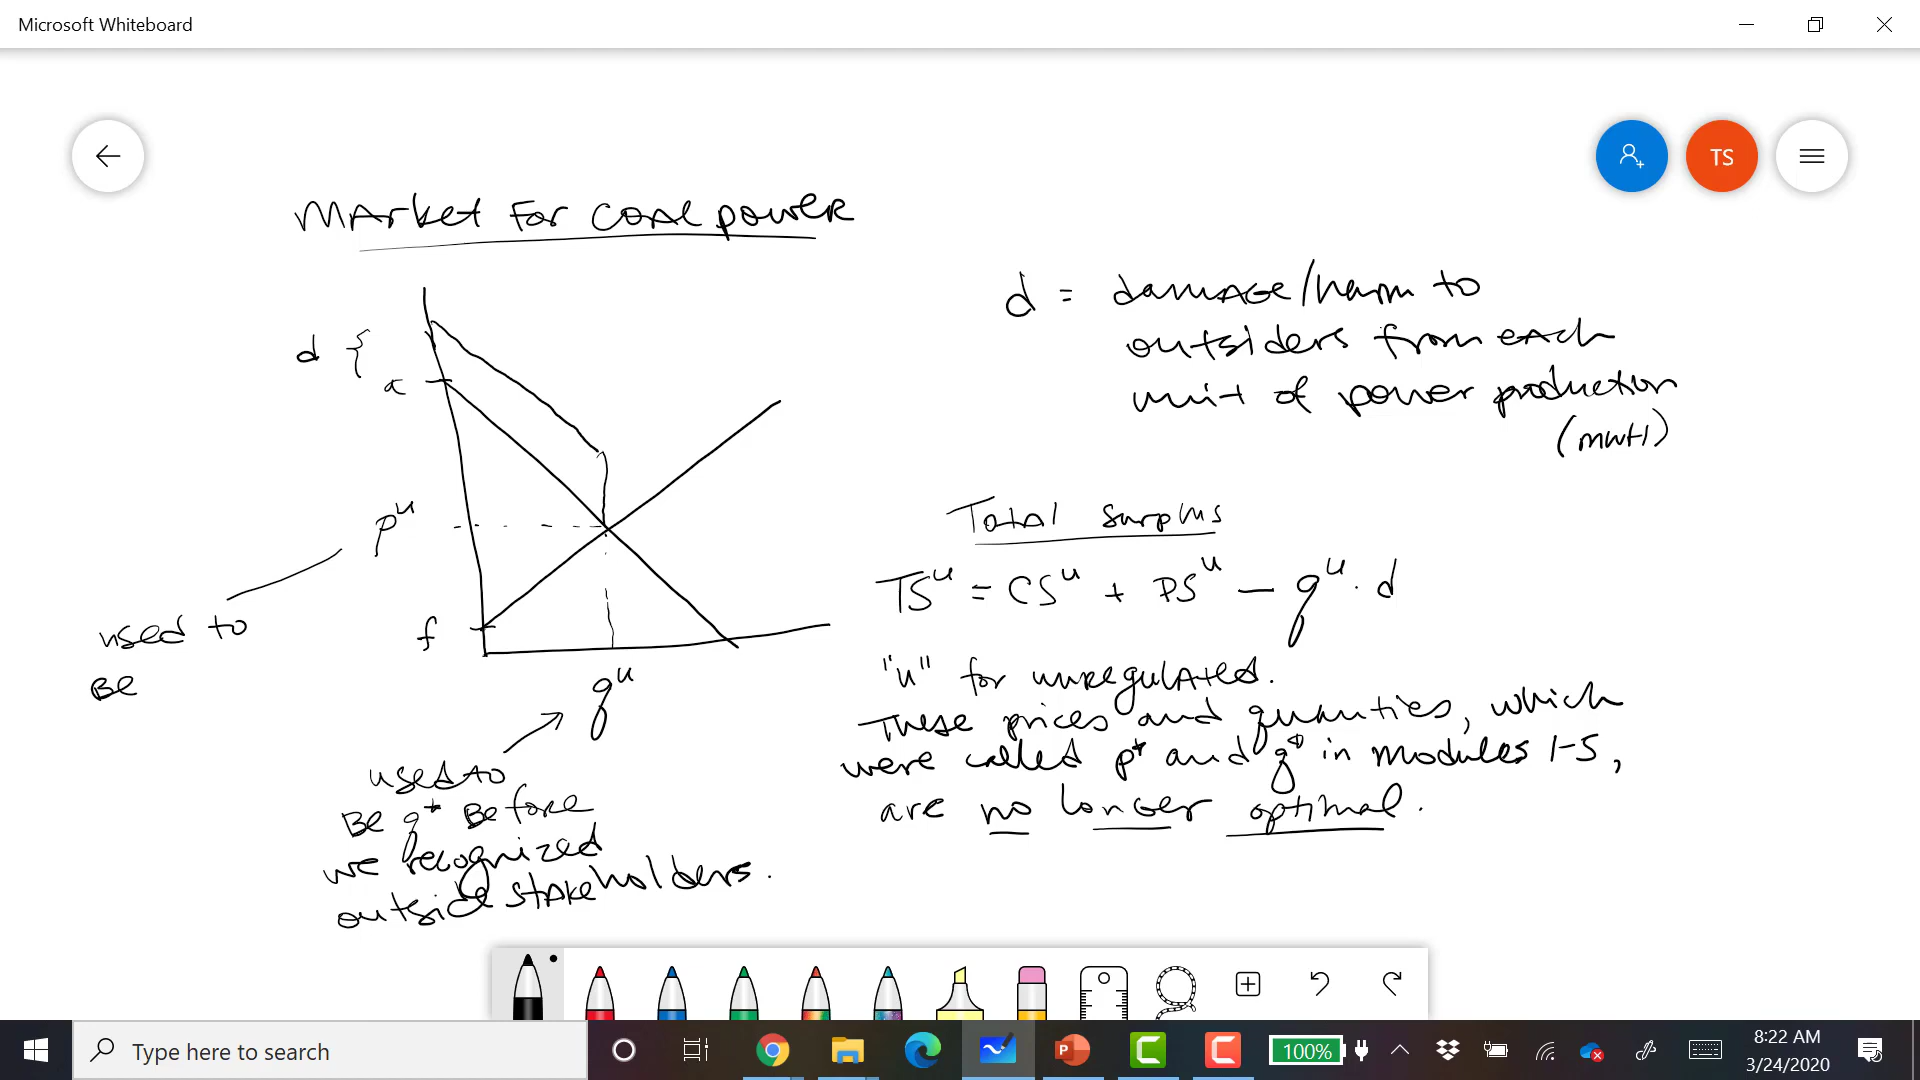 Microsoft Whiteboard
TS
Market for coal power
d {
a
p^u
f
q^u
used to
Be
used to
Be q* Before
we recognized
outside stakeholders.
d = damage/harm to
outsiders from each
unit of power production
(mwh)
Total surplus
TS^u = CS^u + PS^u - q^u · d
"u" for unregulated.
These prices and quantities, which
were called p* and q* in modules 1-5,
are no longer optimal.
Type here to search
100%
8:22 AM
3/24/2020